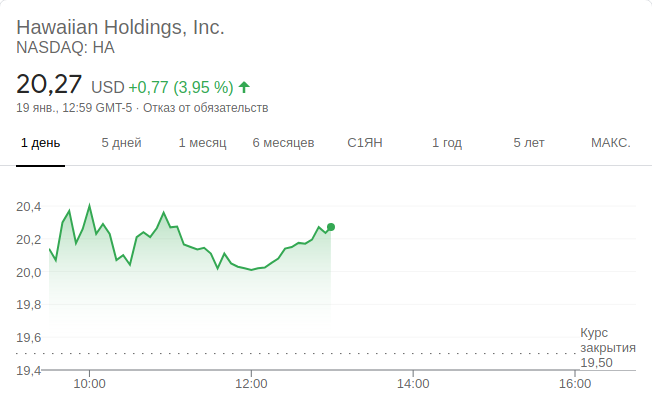 Hawaiian Holdings, Inc.
NASDAQ: HA
20,27 USD +0,77 (3,95 %)
19 янв., 12:59 GMT-5 · Отказ от обязательств
1 день 5 дней 1 месяц 6 месяцев С1ЯН 1 год 5 лет МАКС.
20,4
20,2
20,0
19,8
19,6
19,4
Курс
закрытия
19,50
10:00 12:00 14:00 16:00